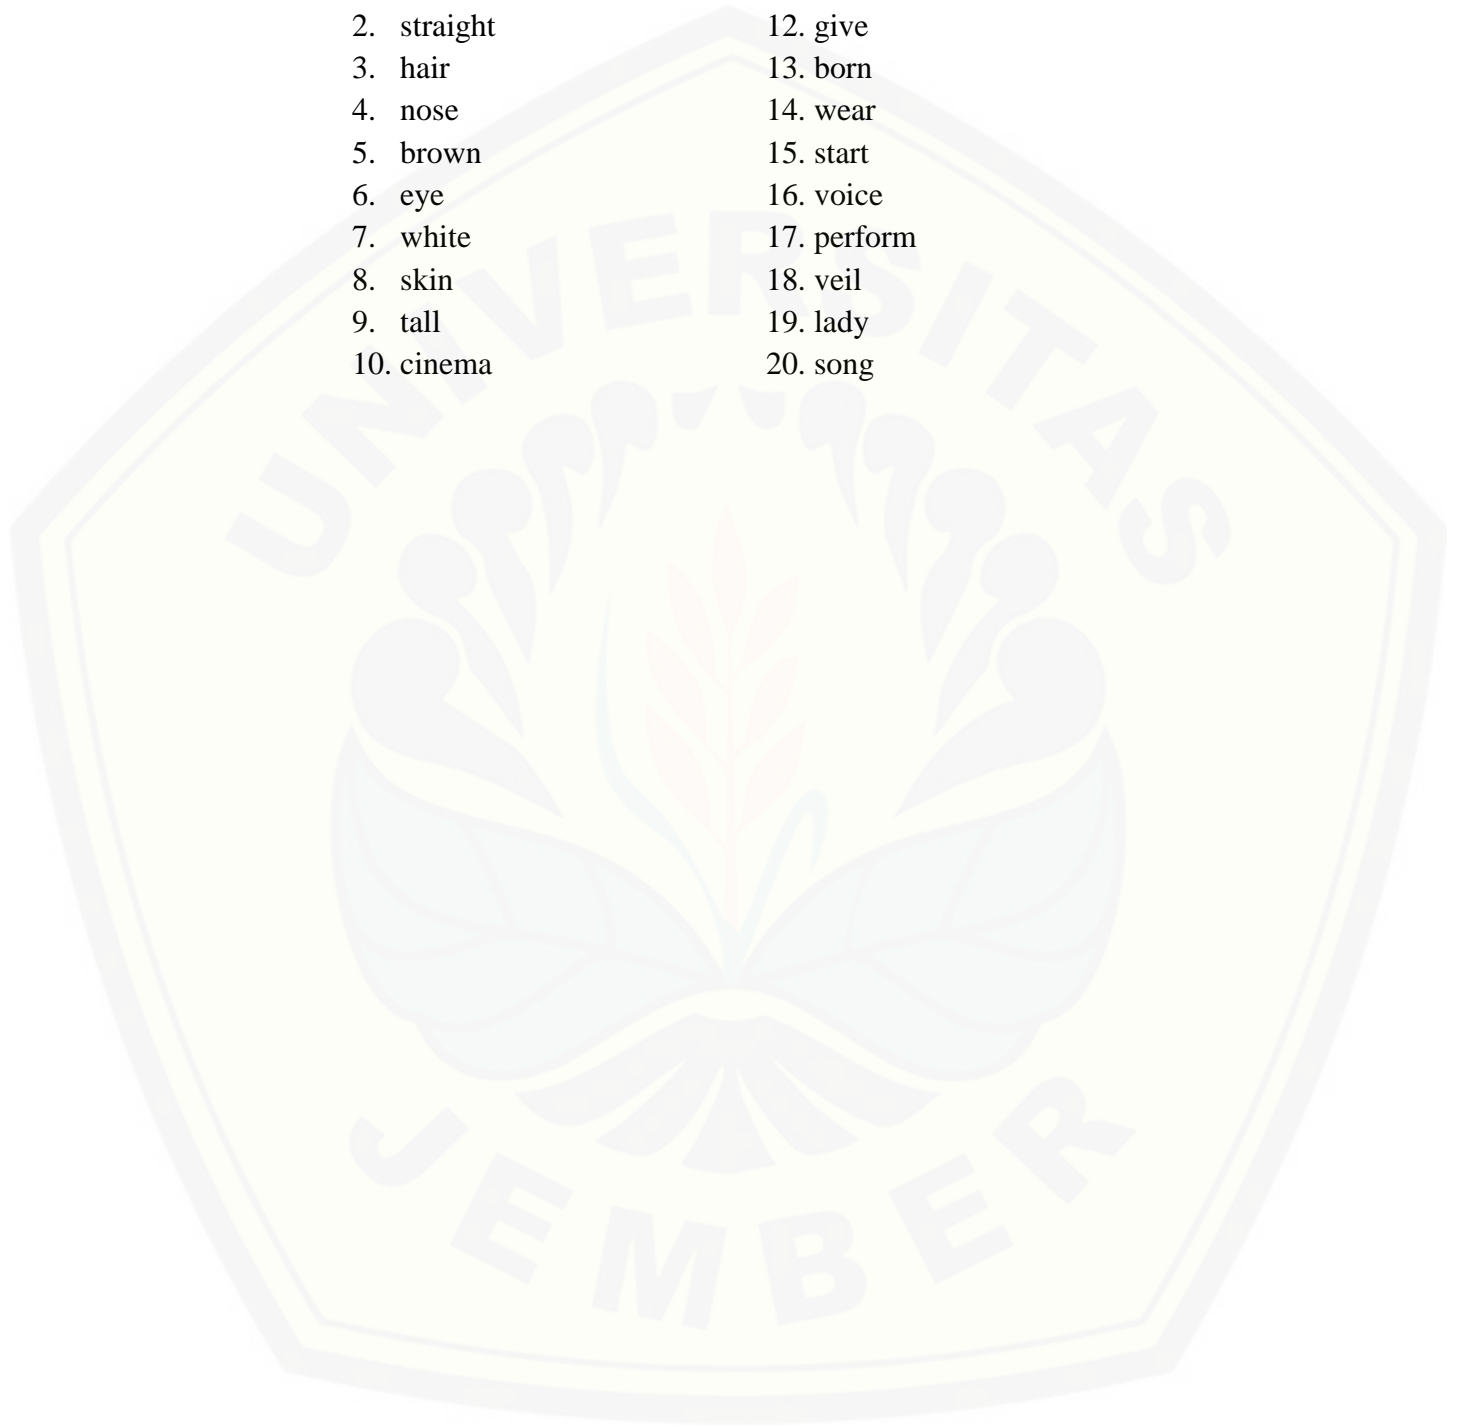 2. straight 12. give
3. hair 13. born
4. nose 14. wear
5. brown 15. start
6. eye 16. voice
7. white 17. perform
8. skin 18. veil
9. tall 19. lady
10. cinema 20. song
UNIVERSITAS
JEMBER